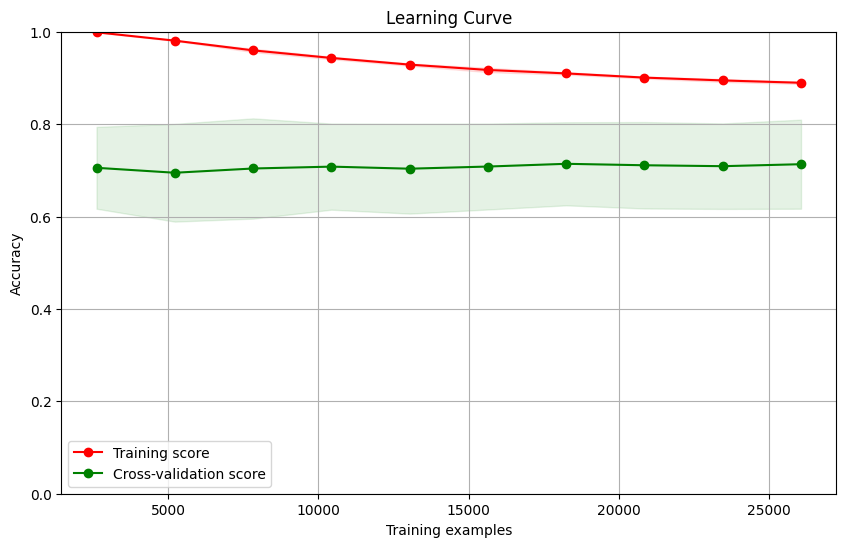 Learning Curve
1.0
0.8
0.6
0.4
0.2
0.0
Accuracy
Training score
Cross-validation score
5000 10000 15000 20000 25000
Training examples